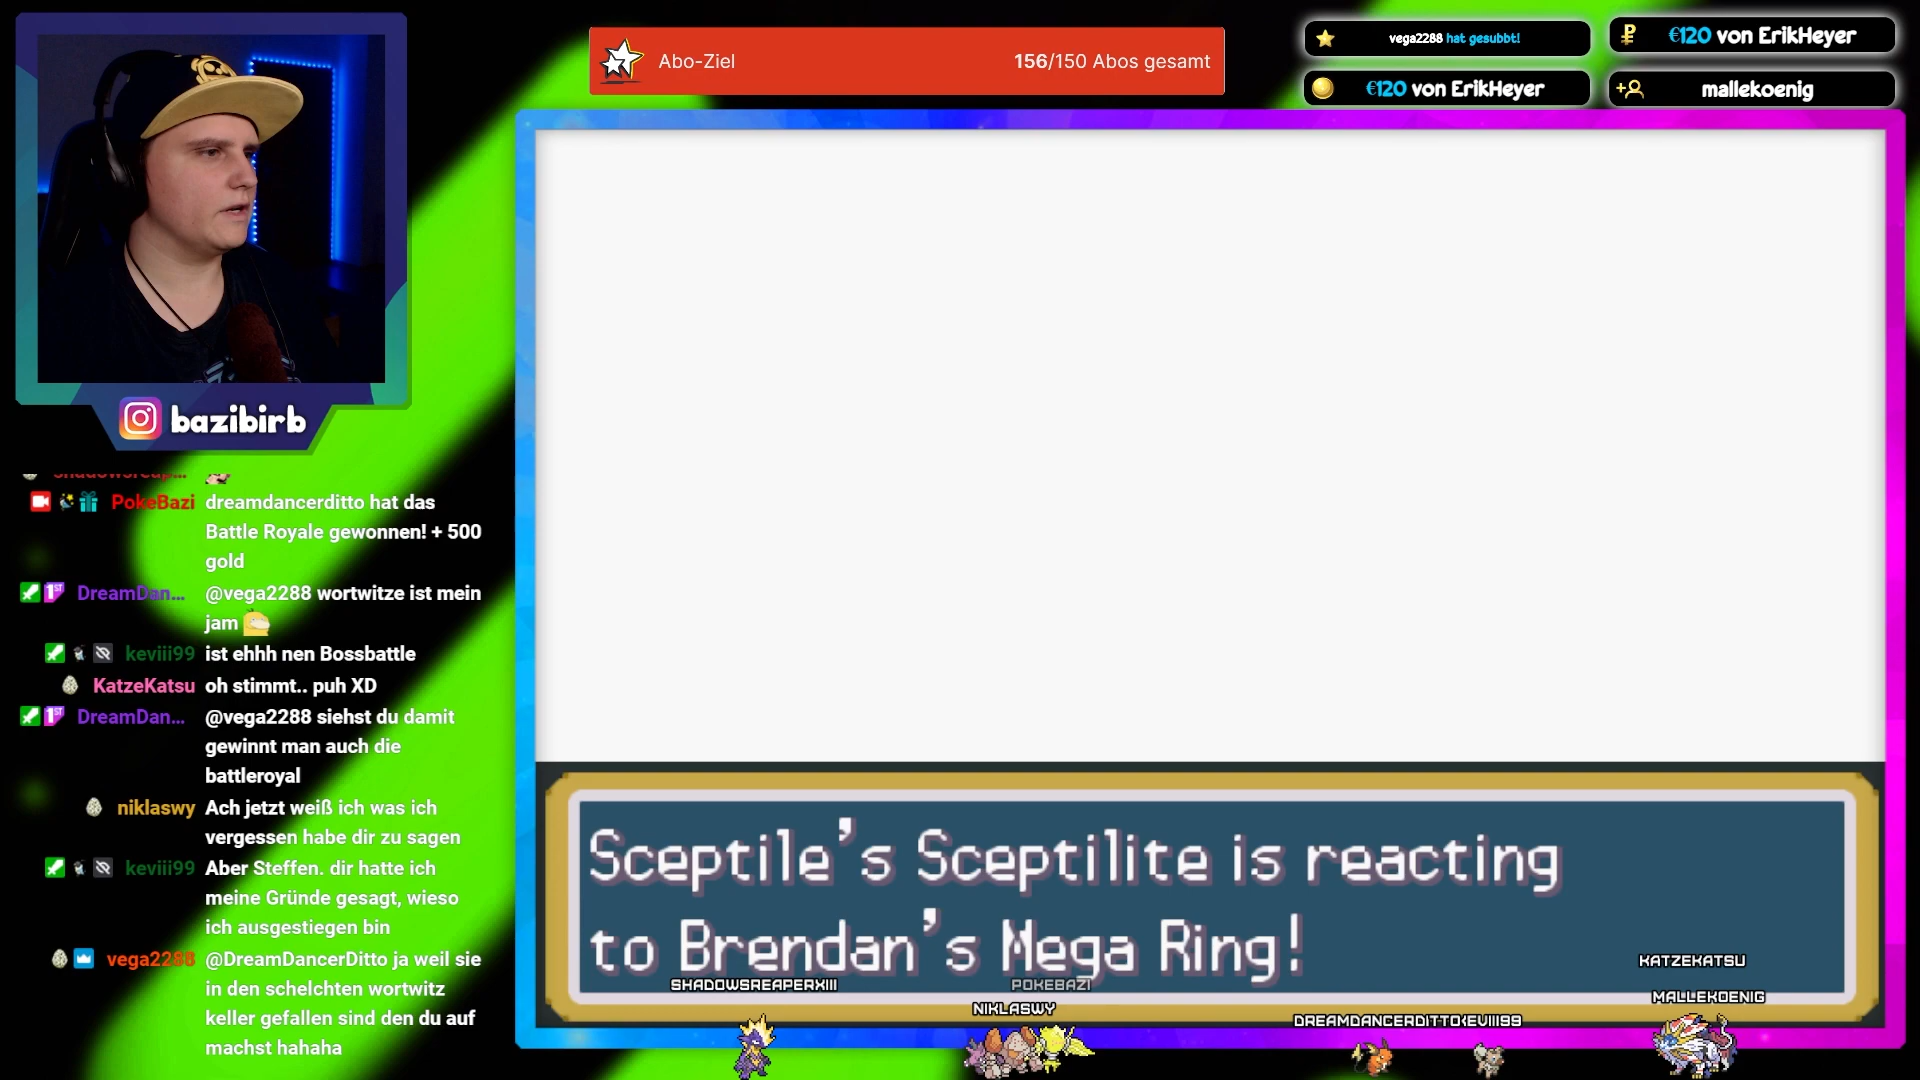 Abo-Ziel
156/150 Abos gesamt
vega2288 hat gesubbt!
€120 von ErikHeyer
€120 von ErikHeyer
mallekoenig
bazibirb
PokeBazi dreamdancerditto hat das
Battle Royale gewonnen! + 500
gold
DreamDan... @vega2288 wortwitze ist mein
jam
keviii99 ist ehhh nen Bossbattle
KatzeKatsu oh stimmt.. puh XD
DreamDan... @vega2288 siehst du damit
gewinnt man auch die
battleroyal
niklaswy Ach jetzt weiß ich was ich
vergessen habe dir zu sagen
keviii99 Aber Steffen. dir hatte ich
meine Gründe gesagt, wieso
ich ausgestiegen bin
vega2288 @DreamDancerDitto ja weil sie
in den schelchten wortwitz
keller gefallen sind den du auf
machst hahaha
Sceptile's Sceptilite is reacting
to Brendan's Mega Ring!
KATZEKATSU
SHADOWSREAPERXIII
POKEBAZI
MALLEKOENIG
NIKLASWY
DREAMDANCERDITTO
KEVIII99